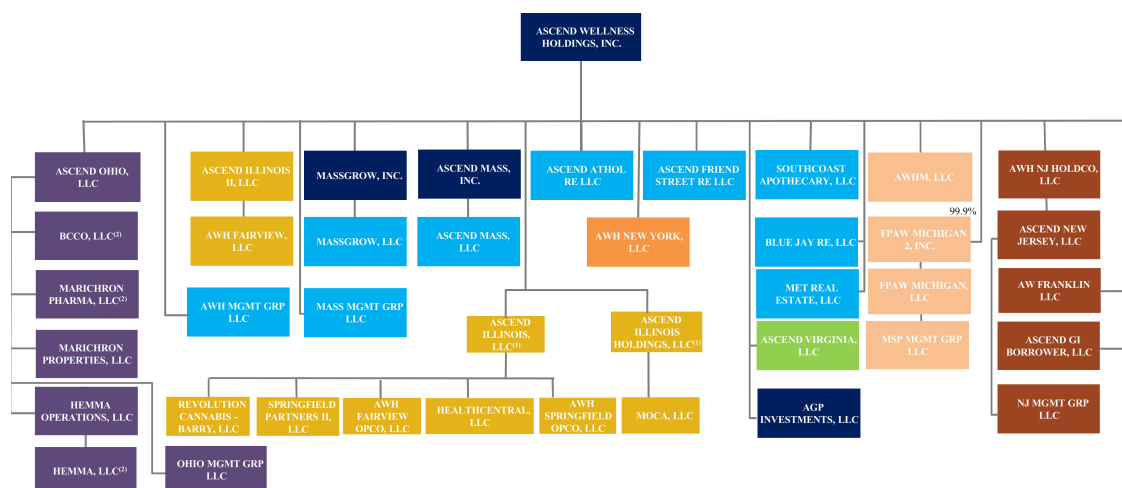 ASCEND WELLNESS
HOLDINGS, INC.
ASCEND OHIO,
LLC
ASCEND ILLINOIS
II, LLC
MASSGROW, INC.
ASCEND MASS,
INC.
ASCEND ATHOL
RE LLC
ASCEND FRIEND
STREET RE LLC
SOUTHCOAST
APOTHECARY, LLC
AWHM, LLC
AWH NJ HOLDCO,
LLC
99.9%
BCCO, LLC(2)
AWH FAIRVIEW,
LLC
MASSGROW, LLC
ASCEND MASS,
LLC
AWH NEW YORK,
LLC
BLUE JAY RE, LLC
FPAW MICHIGAN
2, INC.
ASCEND NEW
JERSEY, LLC
MARICHRON
PHARMA, LLC(2)
AWH MGMT GRP
LLC
MASS MGMT GRP
LLC
MET REAL
ESTATE, LLC
FPAW MICHIGAN,
LLC
AW FRANKLIN
LLC
MARICHRON
PROPERTIES, LLC
ASCEND
ILLINOIS,
LLC(1)
ASCEND
ILLINOIS
HOLDINGS, LLC(1)
ASCEND VIRGINIA,
LLC
MSP MGMT GRP
LLC
ASCEND GI
BORROWER, LLC
HEMMA
OPERATIONS, LLC
REVOLUTION
CANNABIS -
BARRY, LLC
SPRINGFIELD
PARTNERS II,
LLC
AWH
FAIRVIEW
OPCO, LLC
HEALTHCENTRAL,
LLC
AWH
SPRINGFIELD
OPCO, LLC
MOCA, LLC
AGP
INVESTMENTS, LLC
NJ MGMT GRP
LLC
HEMMA, LLC(2)
OHIO MGMT GRP
LLC